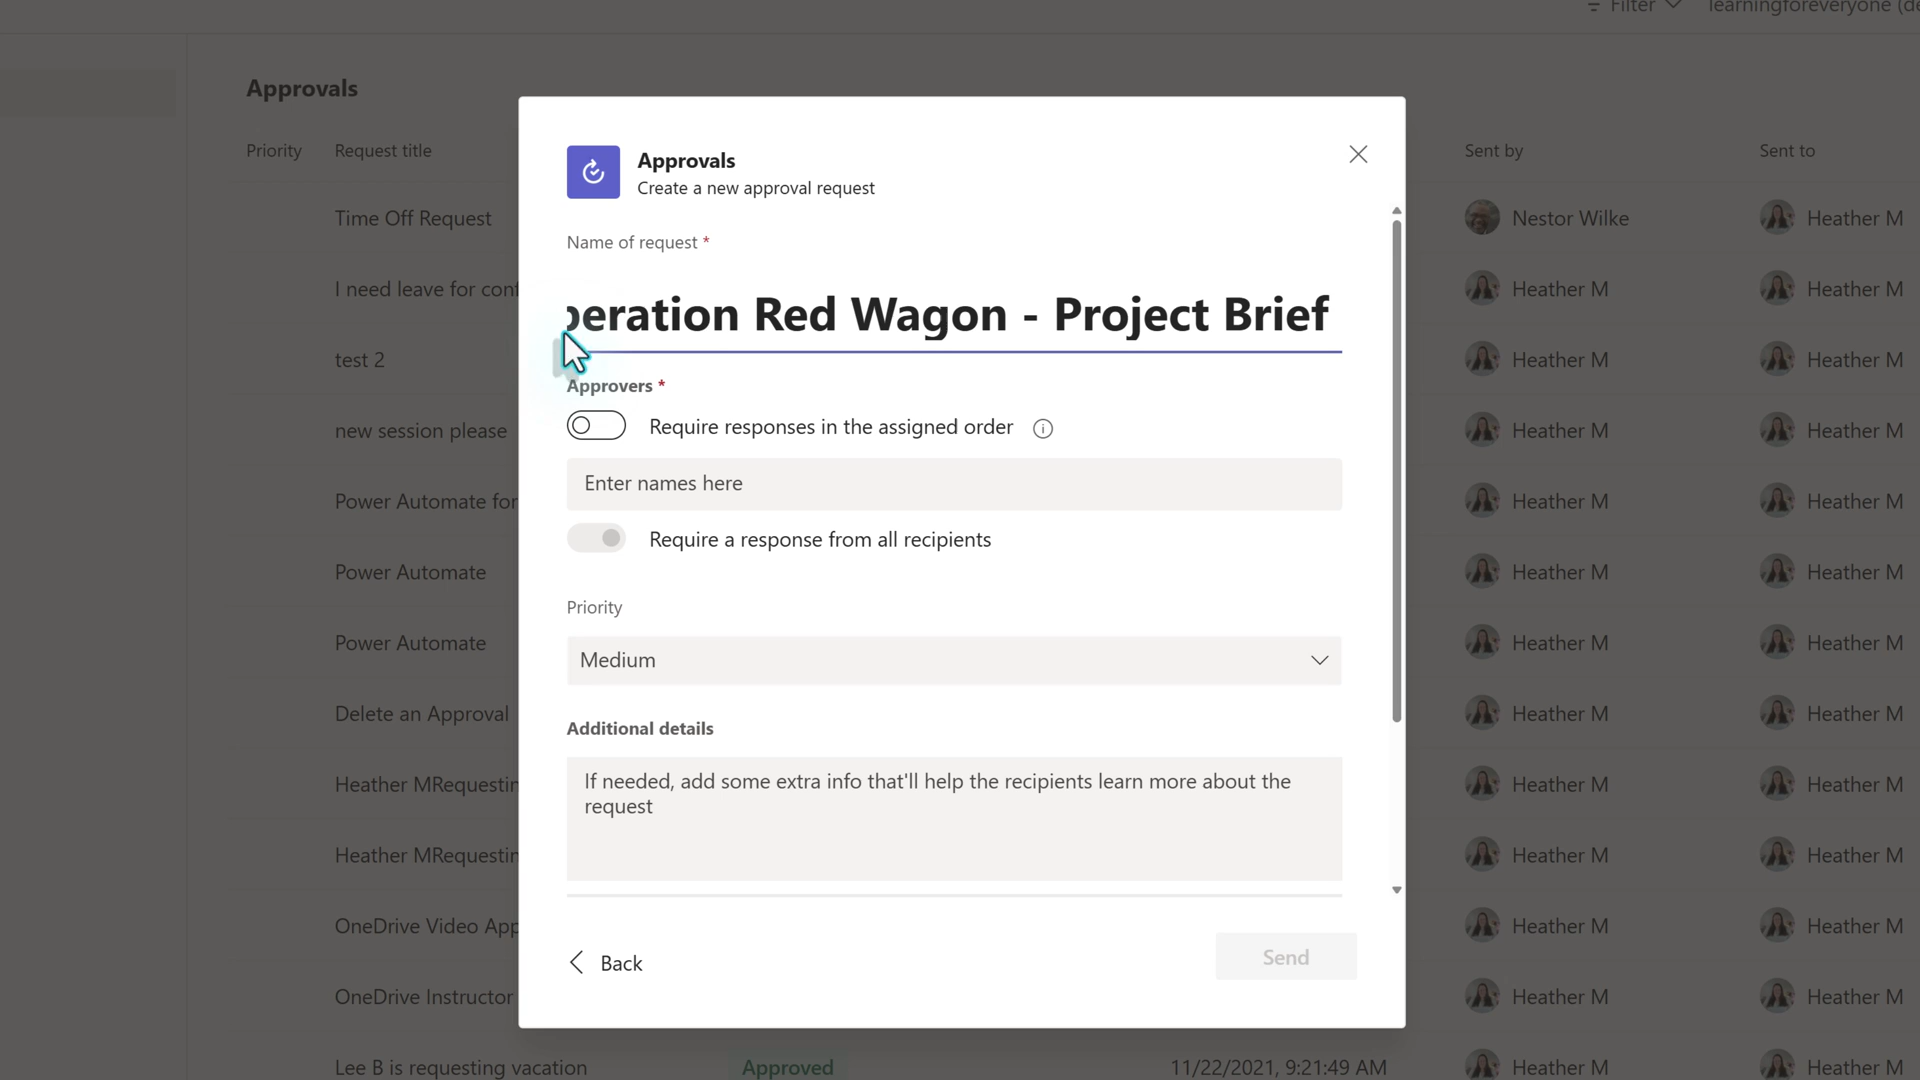 Filter
learningforeveryone (de
Approvals
Priority
Request title
Sent by
Sent to
Time Off Request
Nestor Wilke
Heather M
I need leave for conf
Heather M
Heather M
test 2
Heather M
Heather M
new session please
Heather M
Heather M
Power Automate for
Heather M
Heather M
Power Automate
Heather M
Heather M
Power Automate
Heather M
Heather M
Delete an Approval
Heather M
Heather M
Heather MRequestin
Heather M
Heather M
Heather MRequestin
Heather M
Heather M
OneDrive Video App
Heather M
Heather M
OneDrive Instructor
Heather M
Heather M
Lee B is requesting vacation
Approved
11/22/2021, 9:21:49 AM
Heather M
Heather M
Approvals
Create a new approval request
Name of request *
peration Red Wagon - Project Brief
Approvers *
Require responses in the assigned order
Enter names here
Require a response from all recipients
Priority
Medium
Additional details
If needed, add some extra info that'll help the recipients learn more about the
request
Back
Send